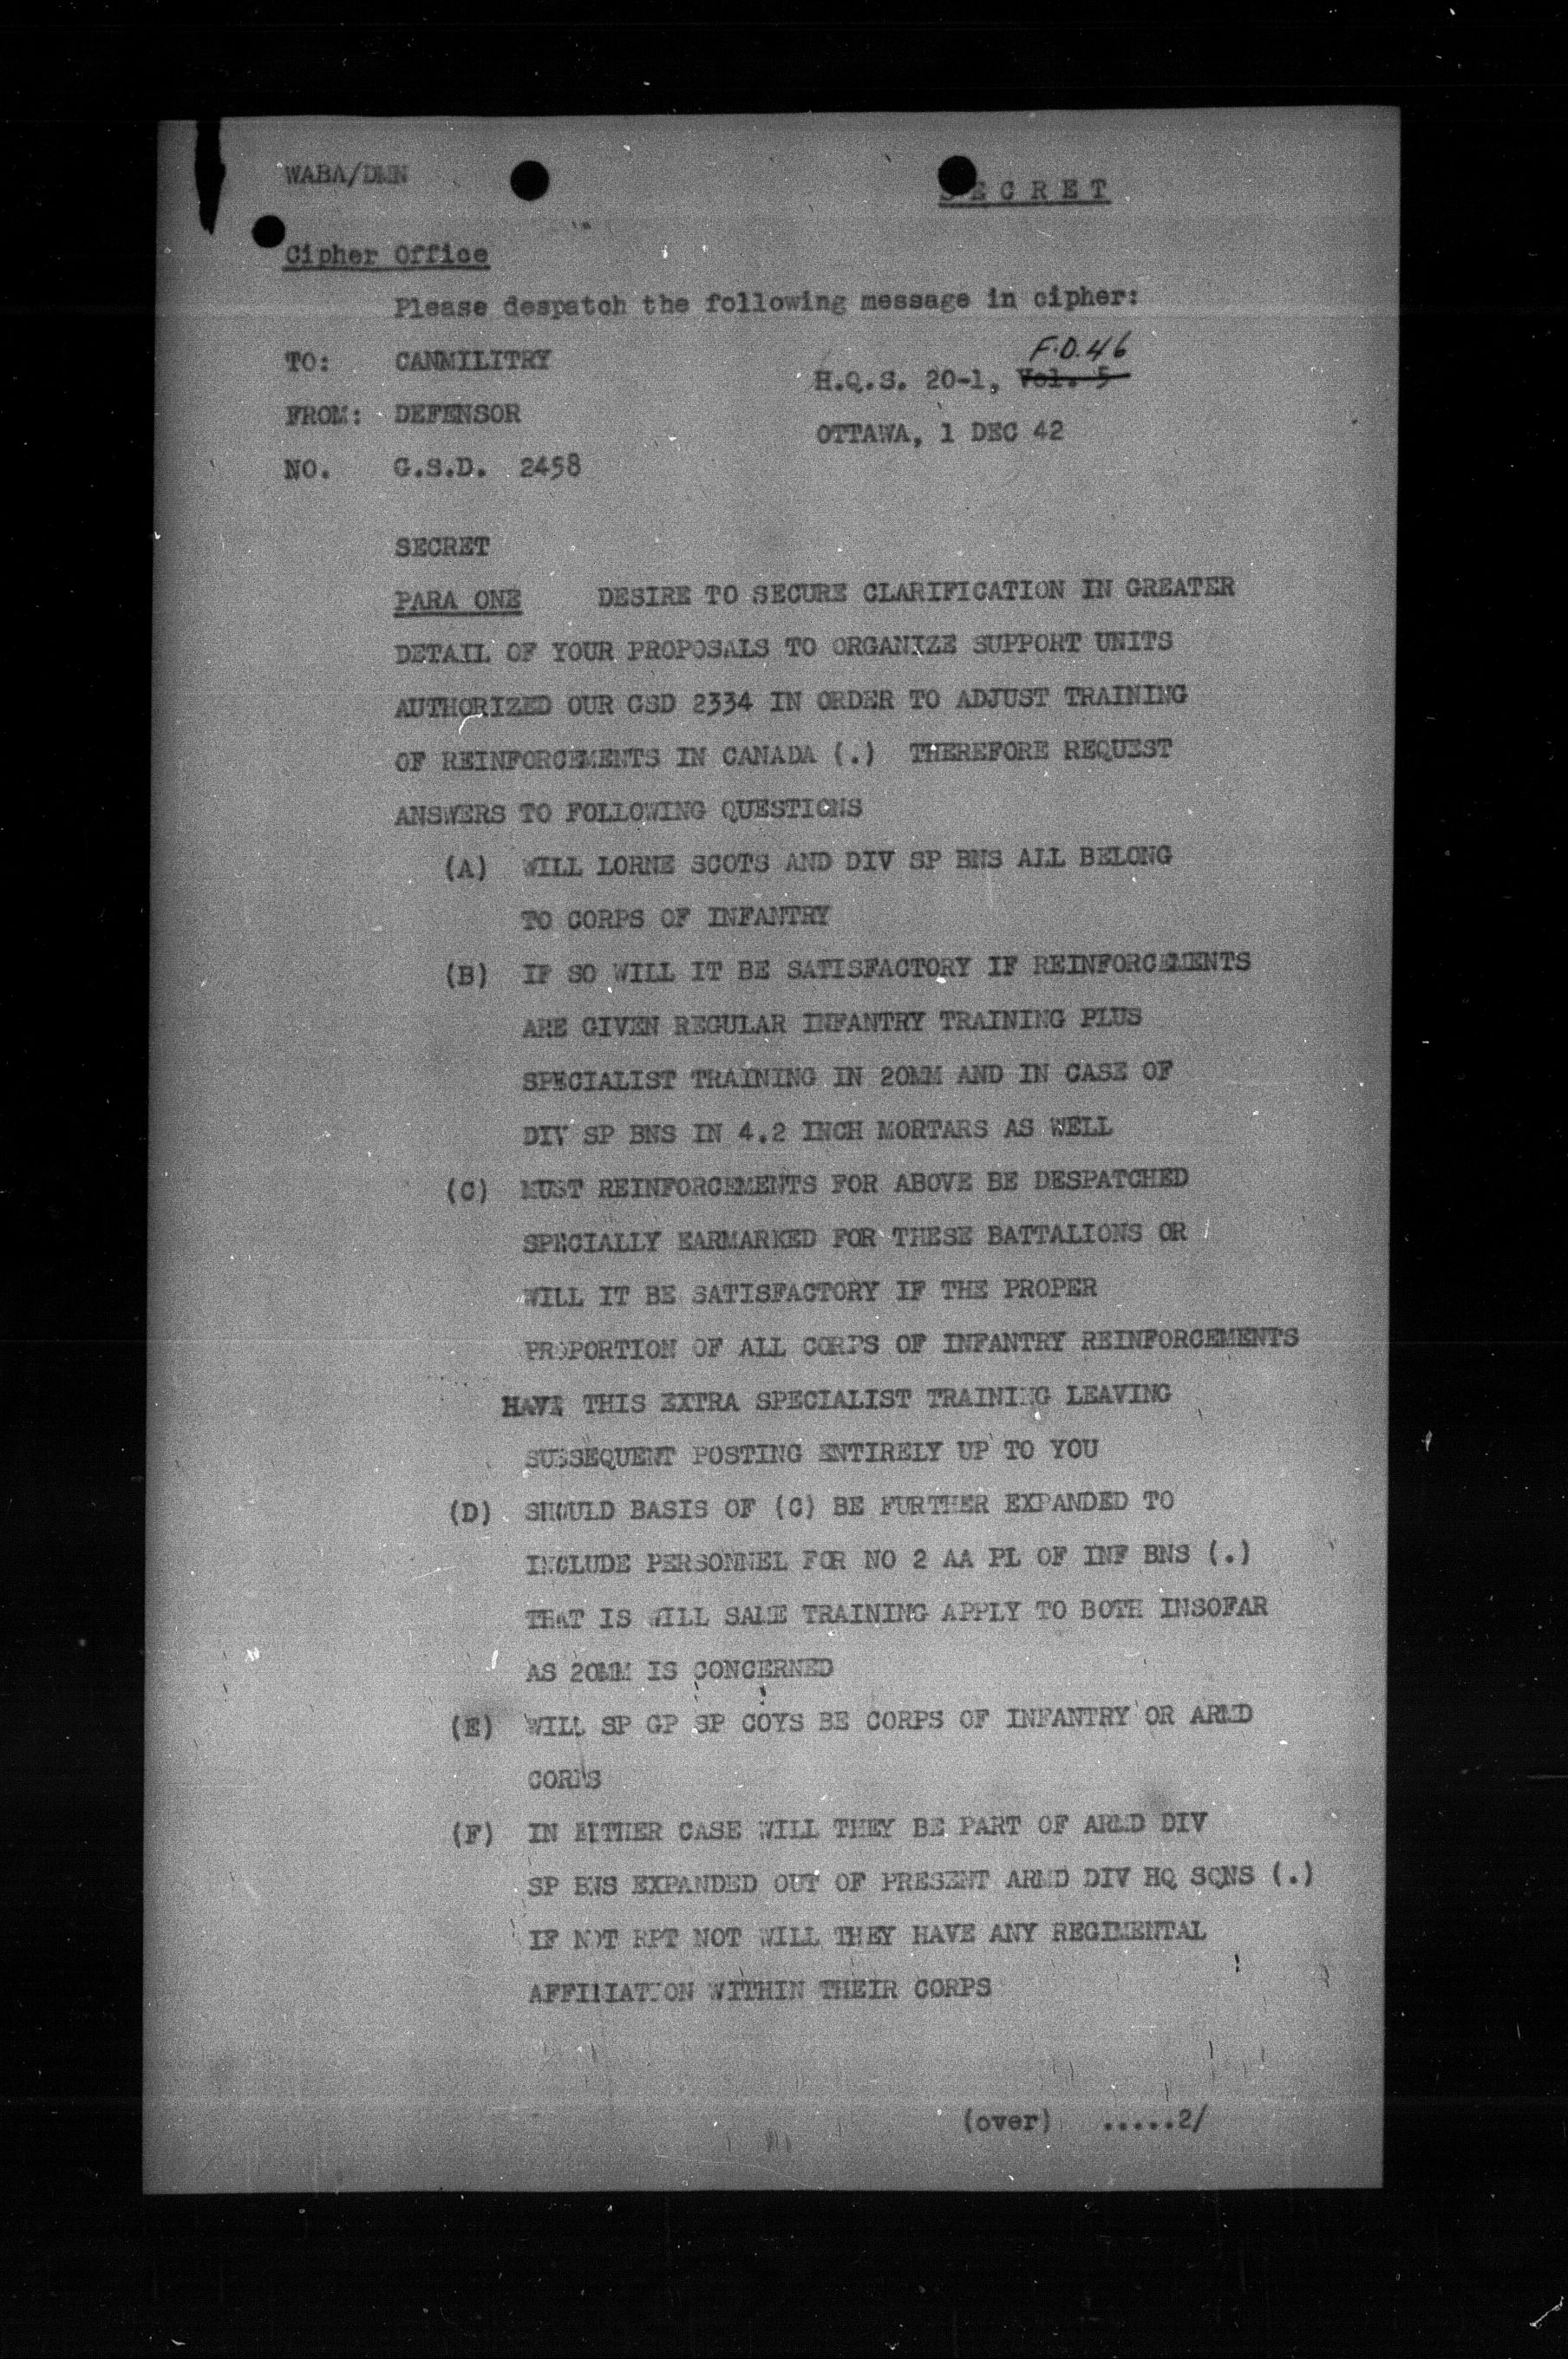 WABA/DMN
SECRET
Cipher Office
Please despatch the following message in cipher:
TO: CANMILITRY
F.D.46
H.Q.S. 20-1, Vol. 5
FROM: DEFENSOR
OTTAWA, 1 DEC 42
NO. G.S.D. 2458
SECRET
PARA ONE DESIRE TO SECURE CLARIFICATION IN GREATER
DETAIL OF YOUR PROPOSALS TO ORGANIZE SUPPORT UNITS
AUTHORIZED OUR GSD 2334 IN ORDER TO ADJUST TRAINING
OF REINFORCEMENTS IN CANADA (.) THEREFORE REQUEST
ANSWERS TO FOLLOWING QUESTIONS
(A) WILL LORNE SCOTS AND DIV SP BNS ALL BELONG
TO CORPS OF INFANTRY
(B) IF SO WILL IT BE SATISFACTORY IF REINFORCEMENTS
ARE GIVEN REGULAR INFANTRY TRAINING PLUS
SPECIALIST TRAINING IN 20MM AND IN CASE OF
DIV SP BNS IN 4.2 INCH MORTARS AS WELL
(C) MUST REINFORCEMENTS FOR ABOVE BE DESPATCHED
SPECIALLY EARMARKED FOR THESE BATTALIONS OR
WILL IT BE SATISFACTORY IF THE PROPER
PROPORTION OF ALL CORPS OF INFANTRY REINFORCEMENTS
HAVE THIS EXTRA SPECIALIST TRAINING LEAVING
SUBSEQUENT POSTING ENTIRELY UP TO YOU
(D) SHOULD BASIS OF (C) BE FURTHER EXPANDED TO
INCLUDE PERSONNEL FOR NO 2 AA PL OF INF BNS (.)
THAT IS WILL SAME TRAINING APPLY TO BOTH INSOFAR
AS 20MM IS CONCERNED
(E) WILL SP GP SP COYS BE CORPS OF INFANTRY OR ARMD
CORPS
(F) IN EITHER CASE WILL THEY BE PART OF ARMD DIV
SP BNS EXPANDED OUT OF PRESENT ARMD DIV HQ SQNS (.)
IF NOT RPT NOT WILL THEY HAVE ANY REGIMENTAL
AFFILIATION WITHIN THEIR CORPS
(over) .....2/